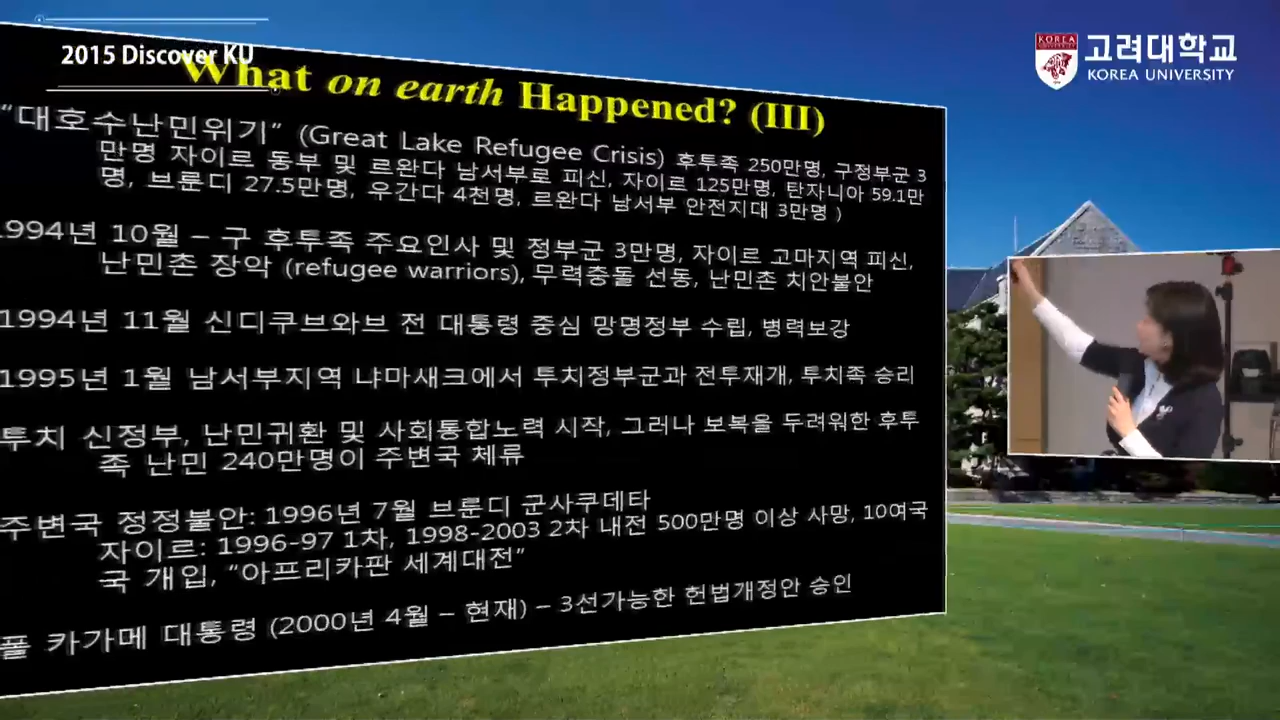 2015 Discover KU
KOREA
UNIVERSITY
고려대학교
KOREA UNIVERSITY
What on earth Happened? (III)
“대호수난민위기” (Great Lake Refugee Crisis) 후투족 250만명, 구정부군 3
만명 자이르 동부 및 르완다 남서부로 피신, 자이르 125만명, 탄자니아 59.1만
명, 브룬디 27.5만명, 우간다 4천명, 르완다 남서부 안전지대 3만명 )
1994년 10월 – 구 후투족 주요인사 및 정부군 3만명, 자이르 고마지역 피신,
난민촌 장악 (refugee warriors), 무력충돌 선동, 난민촌 치안불안
1994년 11월 신디쿠브와브 전 대통령 중심 망명정부 수립, 병력보강
1995년 1월 남서부지역 냐마새크에서 투치정부군과 전투재개, 투치족 승리
투치 신정부, 난민귀환 및 사회통합노력 시작, 그러나 보복을 두려워한 후투
족 난민 240만명이 주변국 체류
주변국 정정불안: 1996년 7월 브룬디 군사쿠데타
자이르: 1996-97 1차, 1998-2003 2차 내전 500만명 이상 사망, 10여국
국 개입, “아프리카판 세계대전”
폴 카가메 대통령 (2000년 4월 – 현재) – 3선가능한 헌법개정안 승인